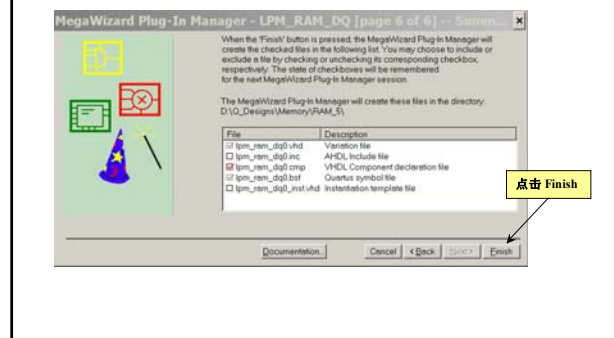 MegaWizard Plug-In Manager - LPM_RAM_DQ [page 6 of 6] -- Summ...
When the 'Finish' button is pressed, the MegaWizard Plug-In Manager will
create the checked files in the following list. You may choose to include or
exclude a file by checking or unchecking its corresponding checkbox,
respectively. The state of checkboxes will be remembered
for the next MegaWizard Plug-In Manager session.
The MegaWizard Plug-In Manager will create these files in the directory:
D:\Q_Designs\Memory\RAM_5\
File Description
lpm_ram_dq0.vhd Variation file
lpm_ram_dq0.inc AHDL Include file
lpm_ram_dq0.cmp VHDL Component declaration file
lpm_ram_dq0.bsf Quartus symbol file
lpm_ram_dq0_inst.vhd Instantiation template file
点击 Finish
Documentation... Cancel < Back Next > Finish